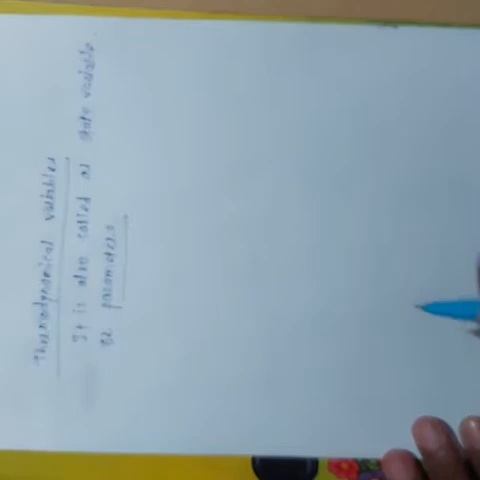 Thermodynamical variables
It is also called as state variable
or parameters